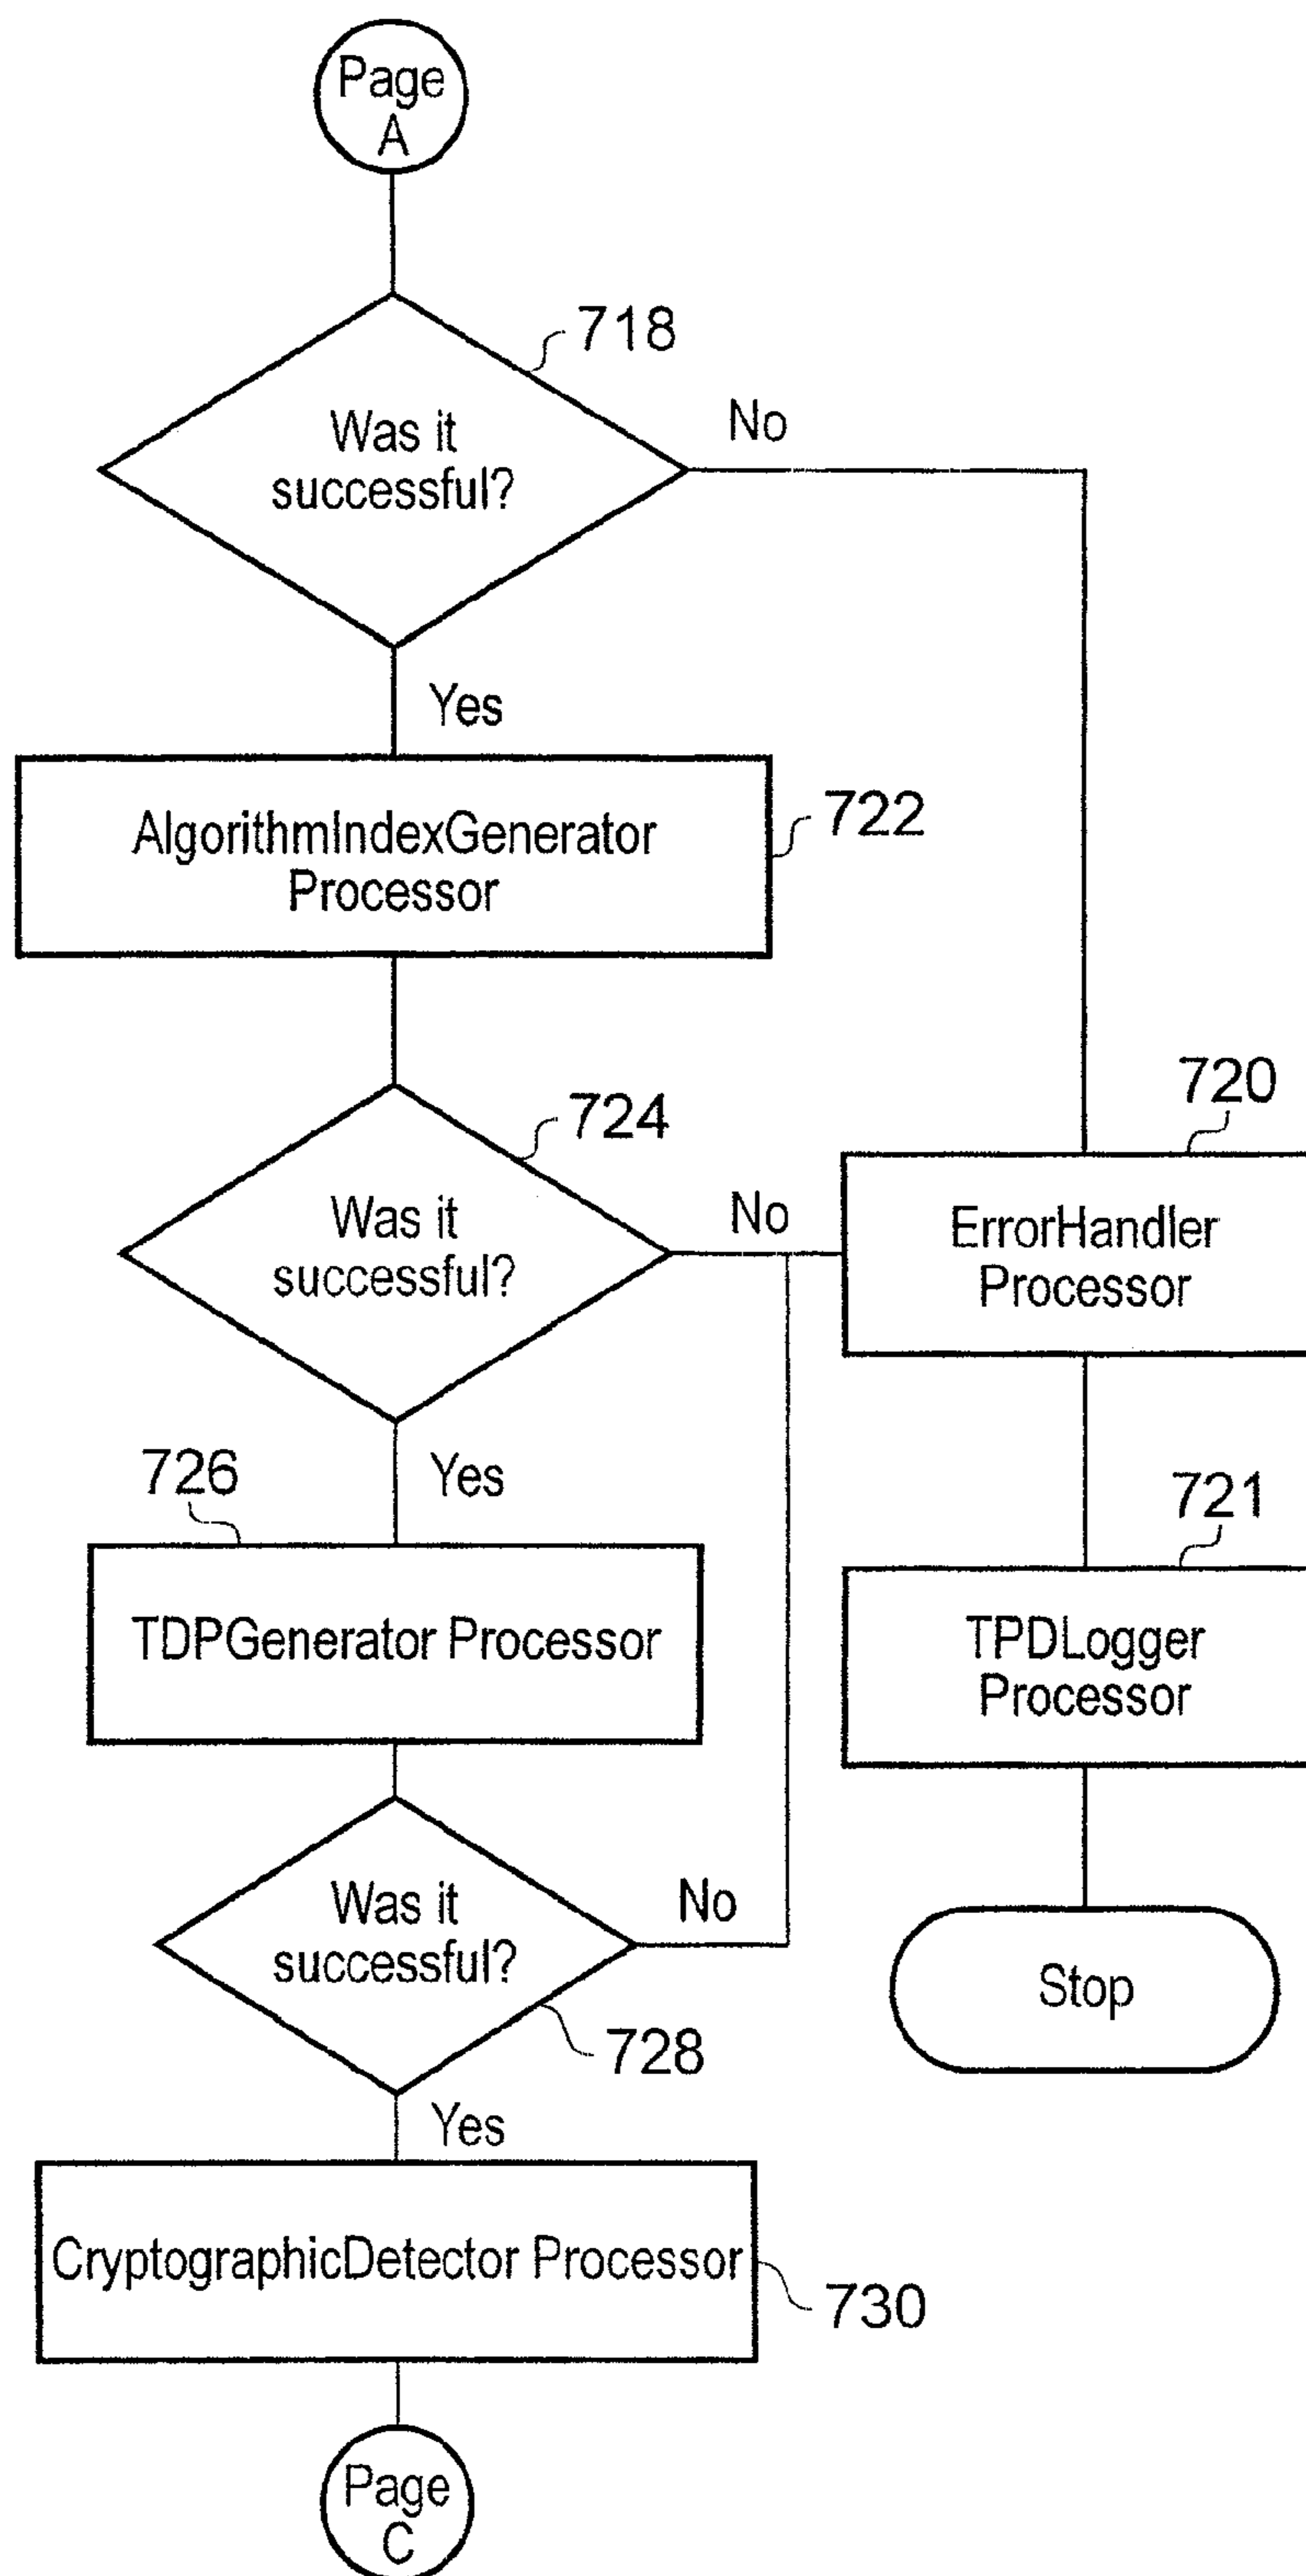 Page
A
718
Was it
successful?
No
Yes
AlgorithmIndexGenerator
Processor
722
724
Was it
successful?
No
720
ErrorHandler
Processor
Yes
726
TDPGenerator Processor
721
TPDLogger
Processor
Was it
successful?
No
728
Stop
Yes
CryptographicDetector Processor
730
Page
C